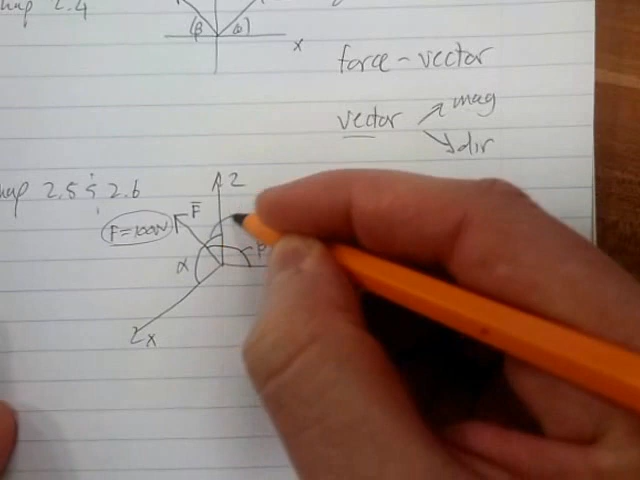 2.4
β α
x
force - vector
vector mag
dir
2.5 & 2.6
z
F=100N F
α β
x